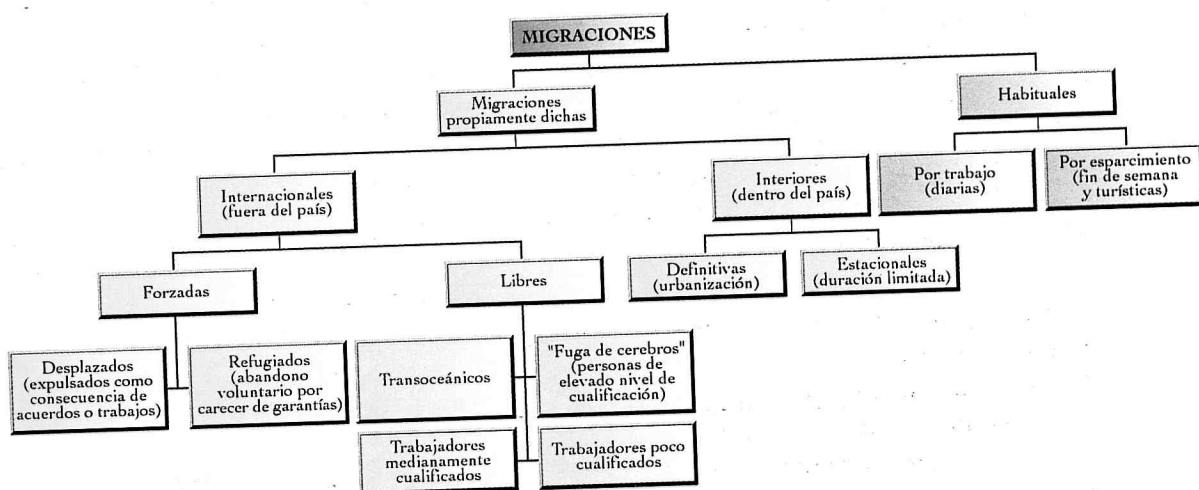 MIGRACIONES
Migraciones
propiamente dichas
Habituales
Internacionales
(fuera del país)
Interiores
(dentro del país)
Por trabajo
(diarias)
Por esparcimiento
(fin de semana
y turísticas)
Forzadas
Libres
Definitivas
(urbanización)
Estacionales
(duración limitada)
Desplazados
(expulsados como
consecuencia de
acuerdos o trabajos)
Refugiados
(abandono
voluntario por
carecer de garantías)
Transoceánicos
"Fuga de cerebros"
(personas de
elevado nivel de
cualificación)
Trabajadores
medianamente
cualificados
Trabajadores poco
cualificados